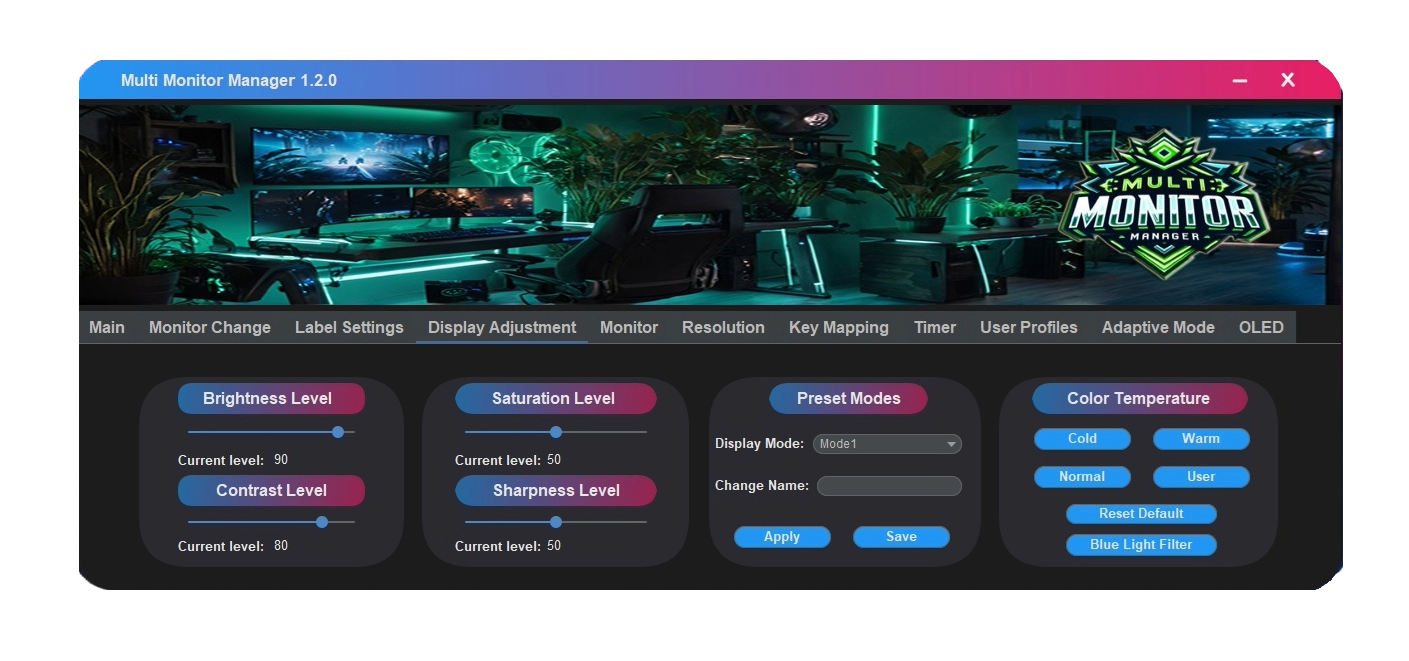 Multi Monitor Manager 1.2.0
MULTI
MONITOR
MANAGER
Main Monitor Change Label Settings Display Adjustment Monitor Resolution Key Mapping Timer User Profiles Adaptive Mode OLED
Brightness Level
Current level: 90
Contrast Level
Current level: 80
Saturation Level
Current level: 50
Sharpness Level
Current level: 50
Preset Modes
Display Mode: Mode1
Change Name:
Apply Save
Color Temperature
Cold Warm
Normal User
Reset Default
Blue Light Filter